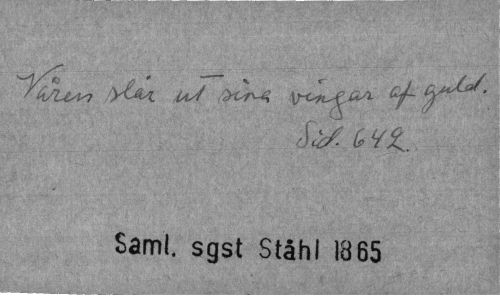 Våren slår ut sina vingar af guld.
Sid. 642.
Saml. sgst Ståhl 1865